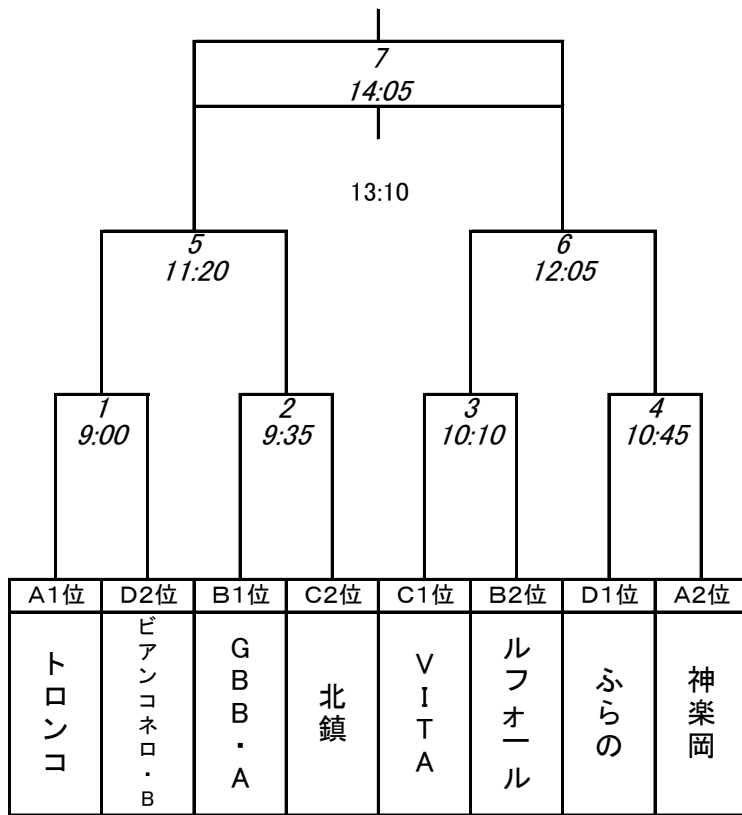 7
14:05
13:10
5
11:20
6
12:05
1
9:00
2
9:35
3
10:10
4
10:45
A1位
D2位
B1位
C2位
C1位
B2位
D1位
A2位
トロンコ
ビアンコネロ・B
GBB・A
北鎮
VITA
ルフォール
ふらの
神楽岡